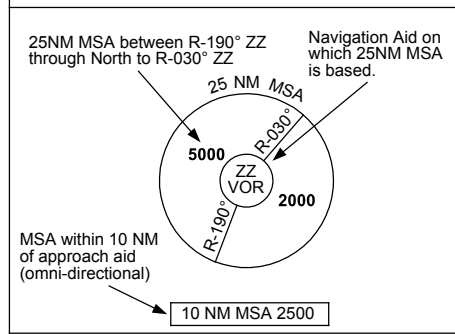 25NM MSA between R-190° ZZ
through North to R-030° ZZ
Navigation Aid on
which 25NM MSA
is based.
25 NM MSA
R-030°
5000
ZZ
VOR
2000
R-190°
MSA within 10 NM
of approach aid
(omni-directional)
10 NM MSA 2500